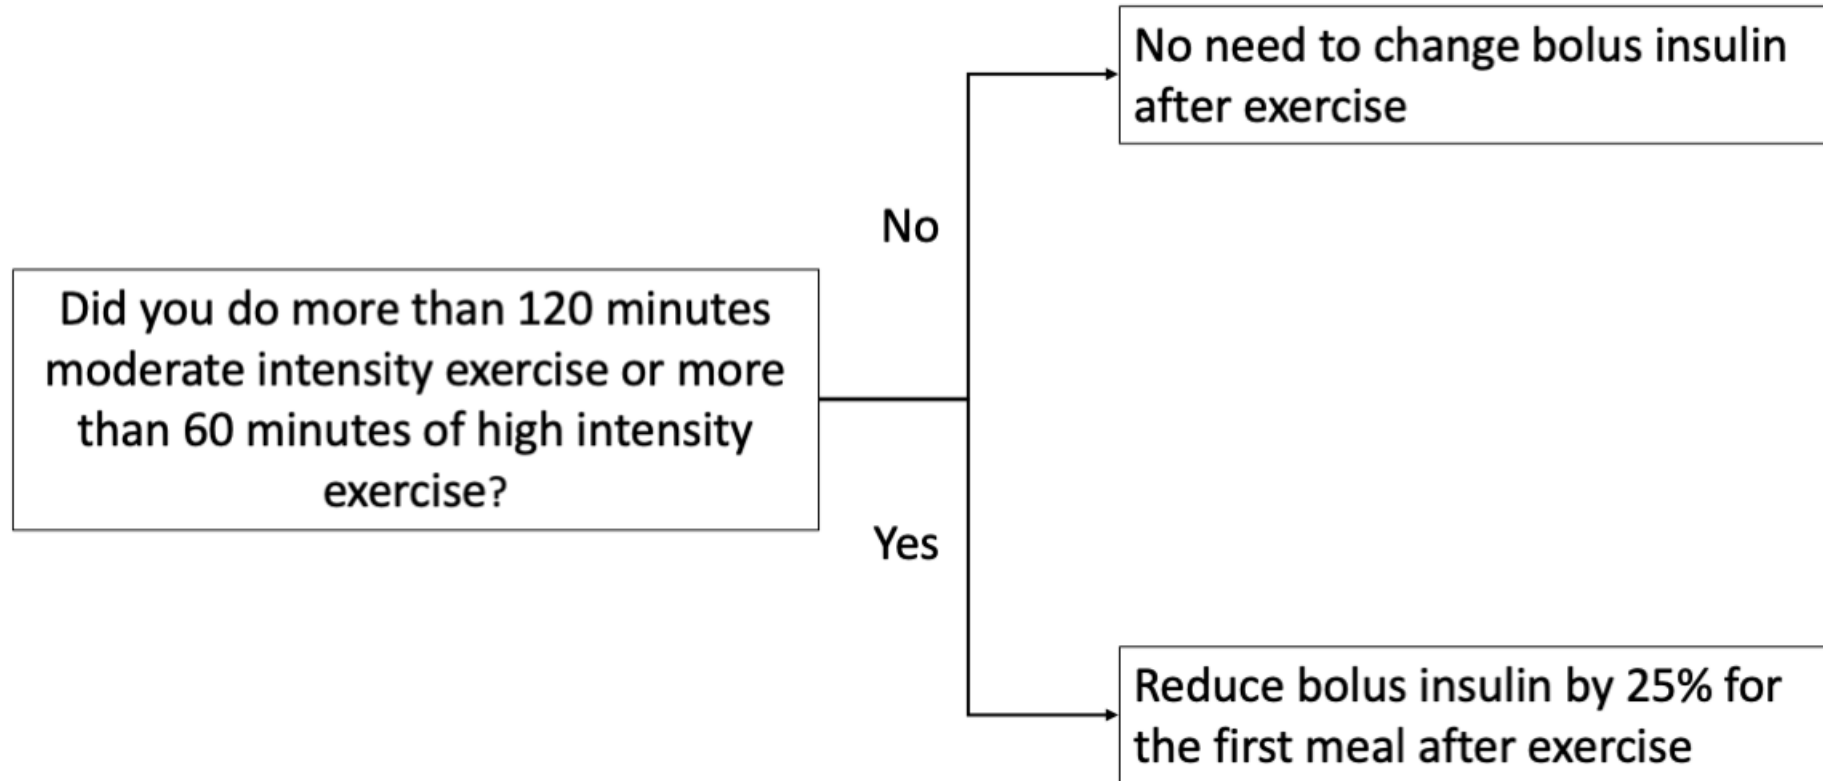 No need to change bolus insulin
after exercise
No
Did you do more than 120 minutes
moderate intensity exercise or more
than 60 minutes of high intensity
exercise?
Yes
Reduce bolus insulin by 25% for
the first meal after exercise